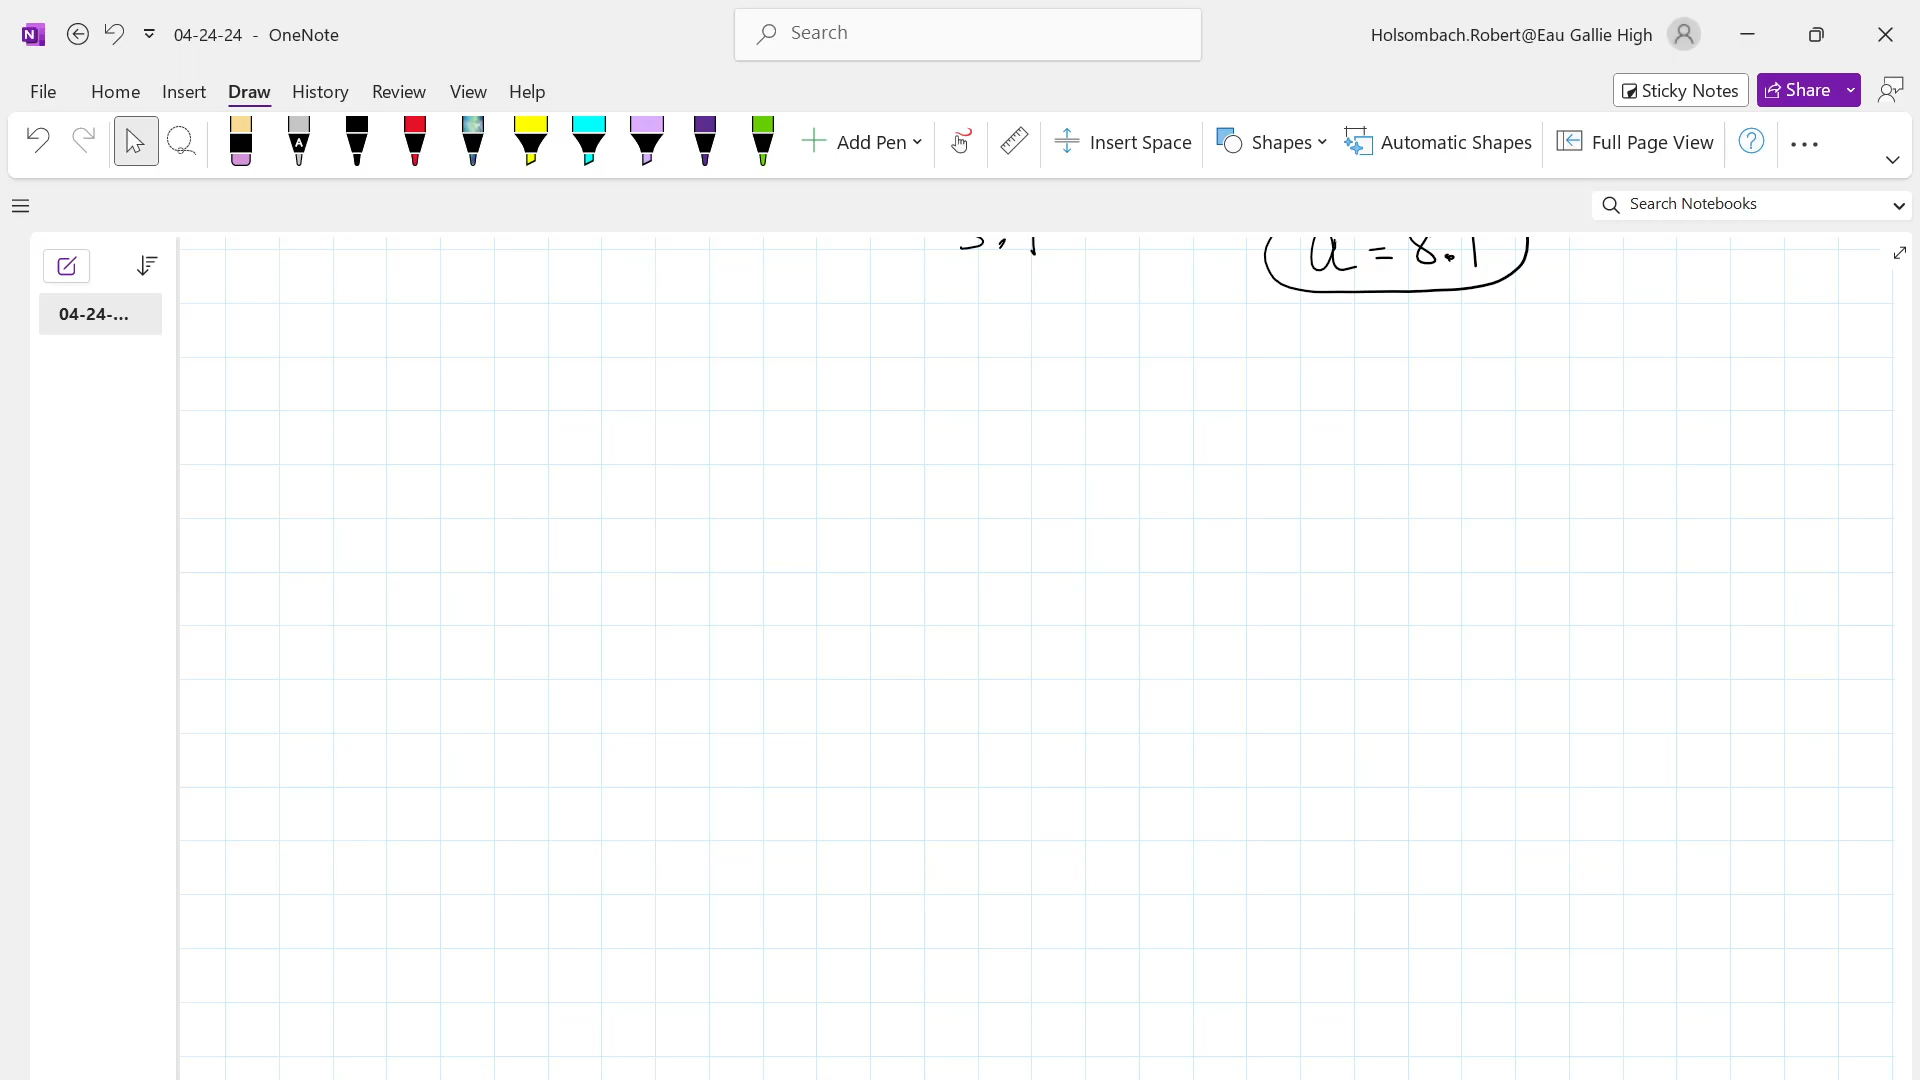 04-24-24 - OneNote
Search
Holsombach.Robert@Eau Gallie High
File Home Insert Draw History Review View Help
Sticky Notes
Share
Add Pen
Insert Space
Shapes
Automatic Shapes
Full Page View
Search Notebooks
04-24-...
a = 8.1